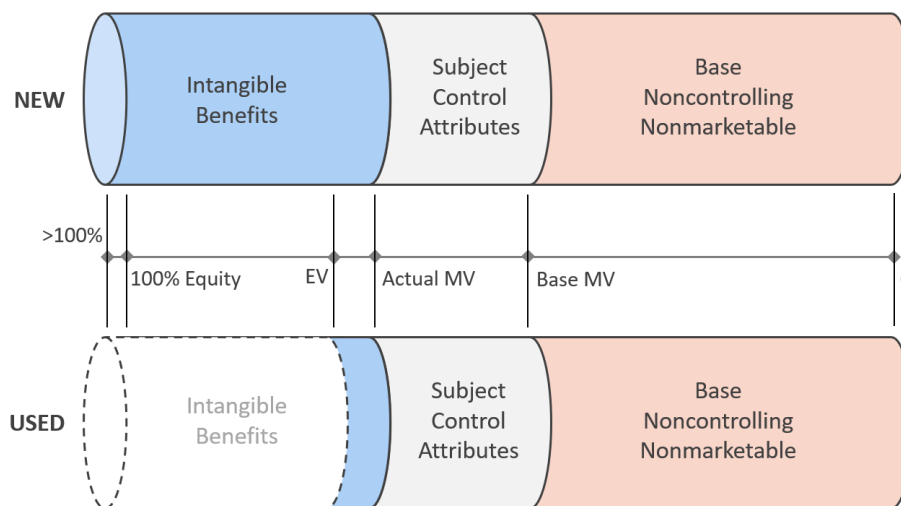 NEW
Intangible
Benefits
Subject
Control
Attributes
Base
Noncontrolling
Nonmarketable
>100%
100% Equity
EV
Actual MV
Base MV
USED
Intangible
Benefits
Subject
Control
Attributes
Base
Noncontrolling
Nonmarketable